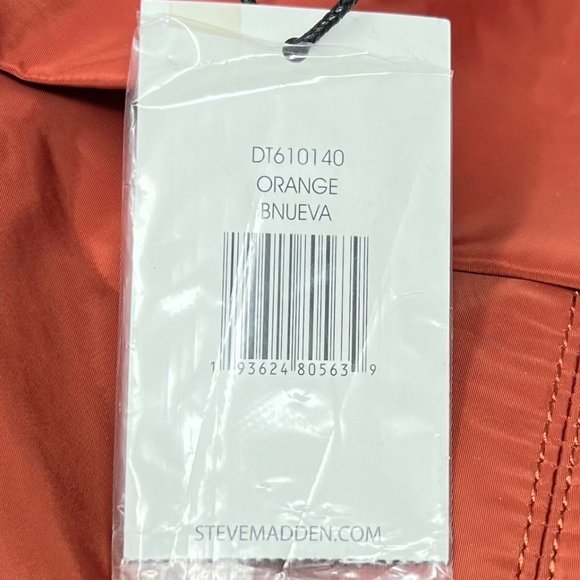 DT610140
ORANGE
BNUEVA
1 93624 80563 9
STEVEMADDEN.COM